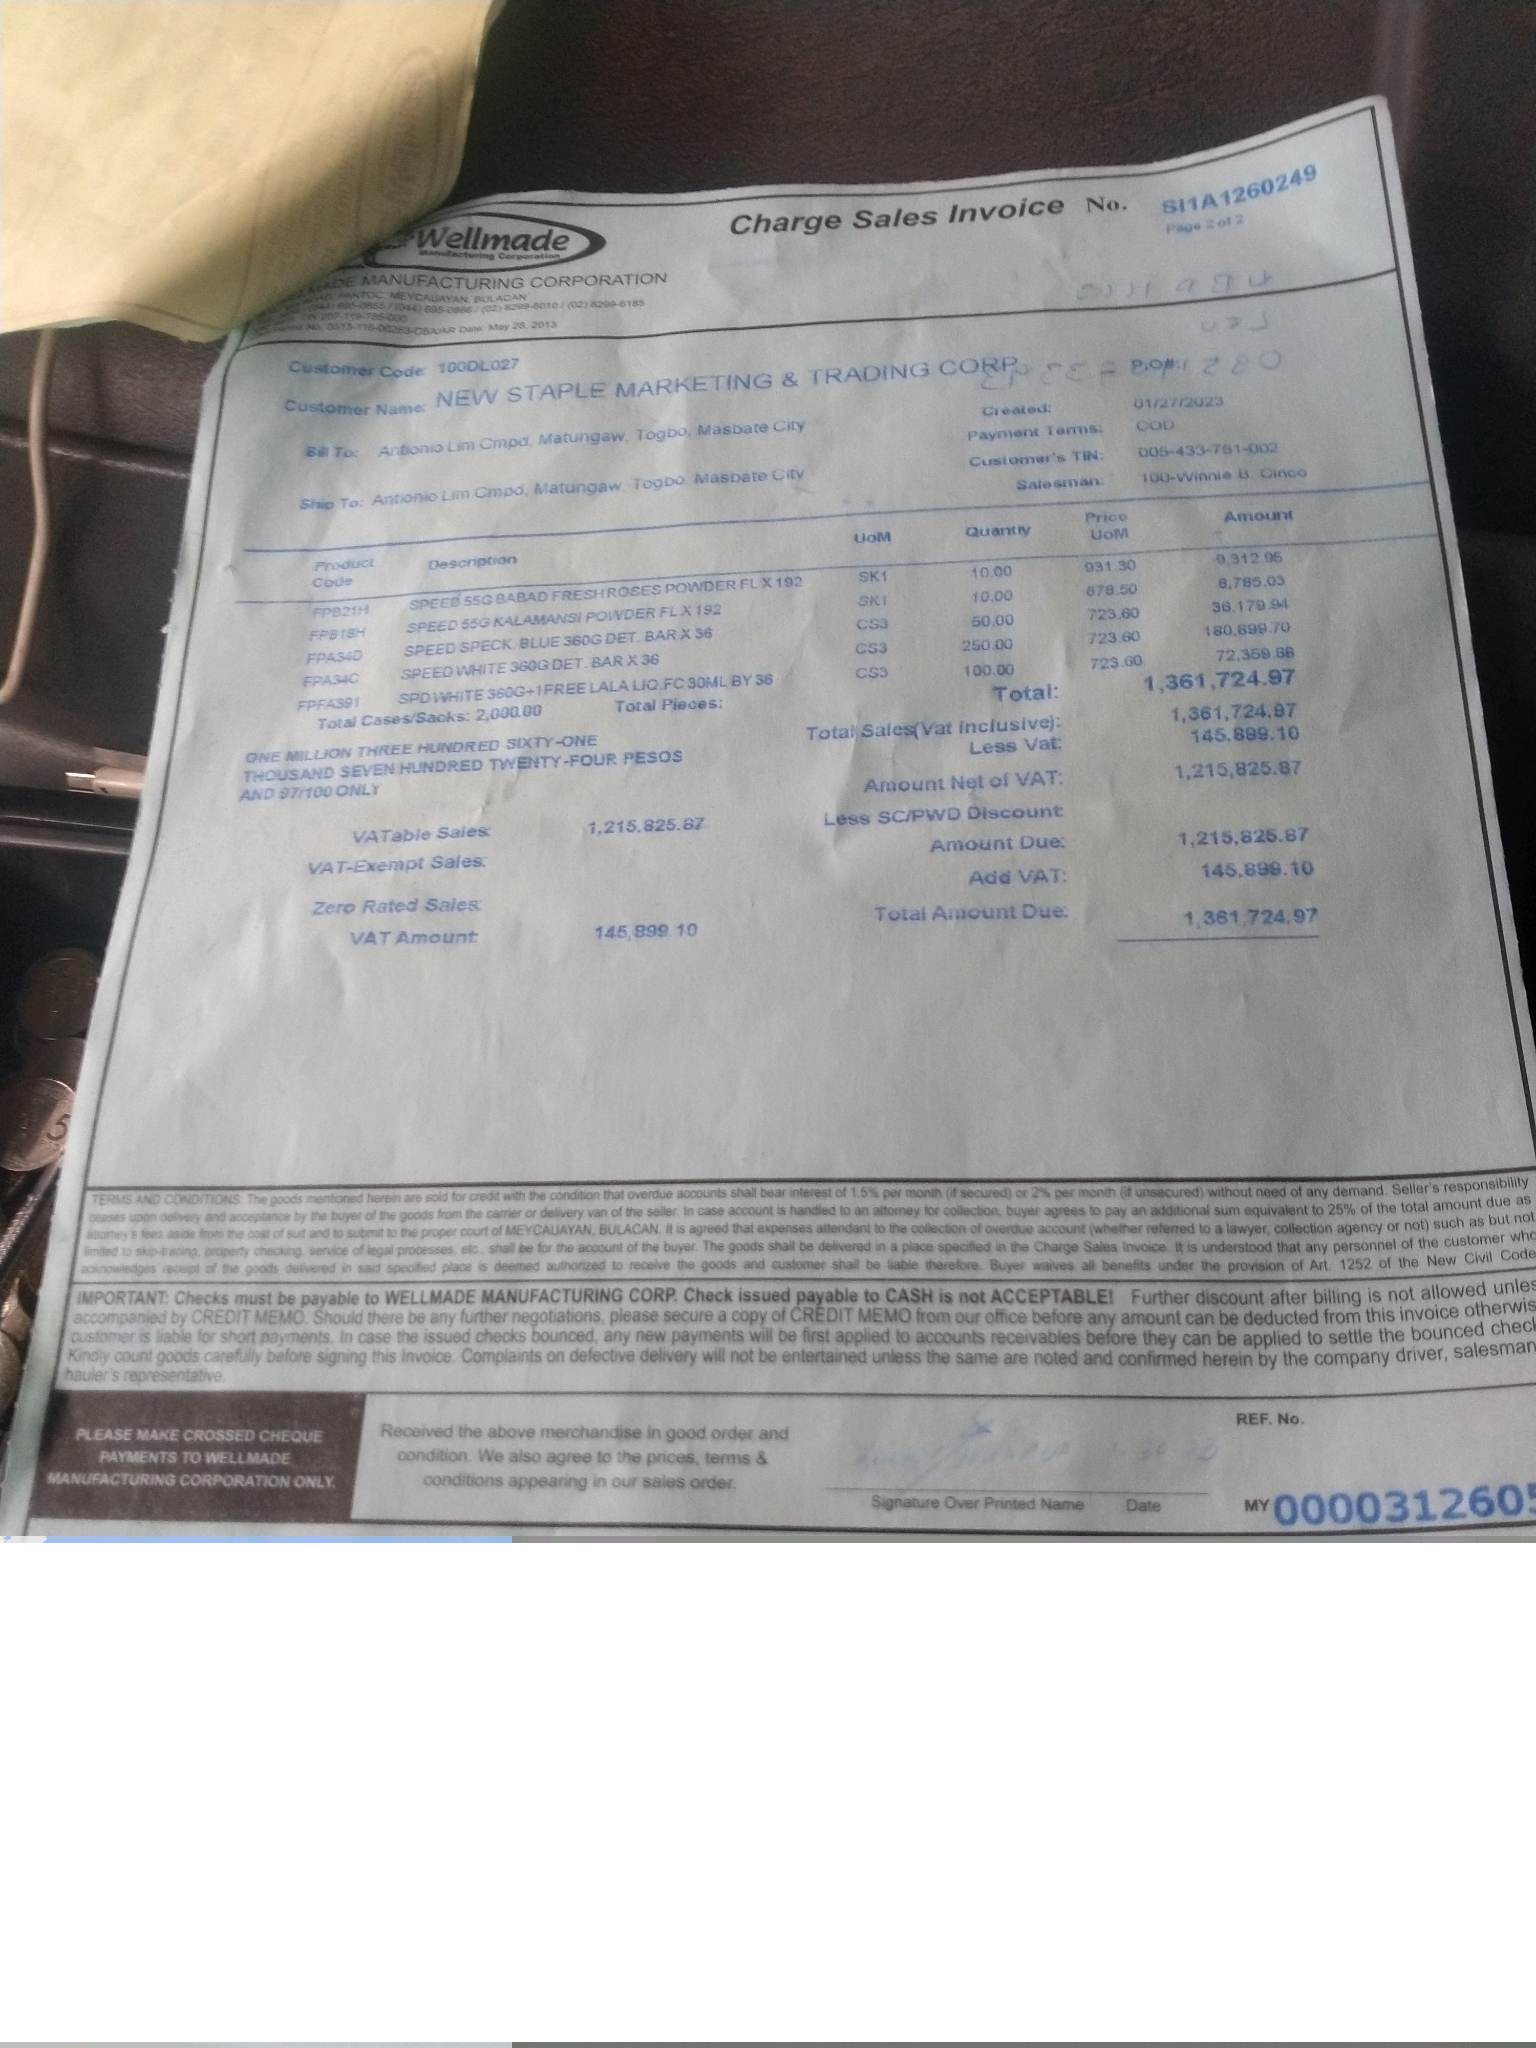 Wellmade
Manufacturing Corporation
Charge Sales Invoice No. SI1A1260249
Page 2 of 2
MADE MANUFACTURING CORPORATION
PANTOC, MEYCAUAYAN, BULACAN
/ (02) 8299-6010 / (02) 8299-6185
Date: May 28, 2013
Customer Code: 100DL027
Customer Name: NEW STAPLE MARKETING & TRADING CORP
P.O#:
Bill To: Antionio Lim Cmpd, Matungaw, Togbo, Masbate City
Ship To: Antionio Lim Cmpd, Matungaw, Togbo, Masbate City
Created: 01/27/2023
Payment Terms: COD
Customer's TIN: 005-433-751-002
Salesman: 100-Winnie B. Cinco
Product Code Description UoM Quantiy Price UoM Amount
FPB21H SPEED 55G BABAD FRESH ROSES POWDER FL X 192 SK1 10.00 931.30 9,312.95
FPB18H SPEED 55G KALAMANSI POWDER FL X 192 SK1 10.00 878.50 8,785.03
FPA34D SPEED SPECK. BLUE 360G DET. BAR X 36 CS3 50.00 723.60 36,179.94
FPA34C SPEED WHITE 360G DET. BAR X 36 CS3 250.00 723.60 180,899.70
FPFA391 SPD WHITE 360G+1FREE LALA LIQ.FC 30ML BY 36 CS3 100.00 723.60 72,359.88
Total Cases/Sacks: 2,000.00 Total Pieces: Total: 1,361,724.97
ONE MILLION THREE HUNDRED SIXTY-ONE
THOUSAND SEVEN HUNDRED TWENTY-FOUR PESOS
AND 97/100 ONLY
Total Sales(Vat Inclusive): 1,361,724.97
Less Vat: 145,899.10
Amount Net of VAT: 1,215,825.87
Less SC/PWD Discount:
Amount Due: 1,215,825.87
Add VAT: 145,899.10
Total Amount Due: 1,361,724.97
VATable Sales: 1,215,825.87
VAT-Exempt Sales:
Zero Rated Sales:
VAT Amount: 145,899.10
TERMS AND CONDITIONS: The goods mentioned herein are sold for credit with the condition that overdue accounts shall bear interest of 1.5% per month (if secured) or 2% per month (if unsecured) without need of any demand. Seller's responsibility
ceases upon delivery and acceptance by the buyer of the goods from the carrier or delivery van of the seller. In case account is handled to an attorney for collection, buyer agrees to pay an additional sum equivalent to 25% of the total amount due as
attorney's fees aside from the cost of suit and to submit to the proper court of MEYCAUAYAN, BULACAN. It is agreed that expenses attendant to the collection of overdue account (whether referred to a lawyer, collection agency or not) such as but not
limited to skip-tracing, property checking, service of legal processes, etc., shall be for the account of the buyer. The goods shall be delivered in a place specified in the Charge Sales Invoice. It is understood that any personnel of the customer who
acknowledges receipt of the goods delivered in said specified place is deemed authorized to receive the goods and customer shall be liable therefore. Buyer waives all benefits under the provision of Art. 1252 of the New Civil Code
IMPORTANT: Checks must be payable to WELLMADE MANUFACTURING CORP. Check issued payable to CASH is not ACCEPTABLE! Further discount after billing is not allowed unles
accompanied by CREDIT MEMO. Should there be any further negotiations, please secure a copy of CREDIT MEMO from our office before any amount can be deducted from this invoice otherwis
customer is liable for short payments. In case the issued checks bounced, any new payments will be first applied to accounts receivables before they can be applied to settle the bounced check
Kindly count goods carefully before signing this Invoice. Complaints on defective delivery will not be entertained unless the same are noted and confirmed herein by the company driver, salesman
hauler's representative.
PLEASE MAKE CROSSED CHEQUE
PAYMENTS TO WELLMADE
MANUFACTURING CORPORATION ONLY.
Received the above merchandise in good order and
condition. We also agree to the prices, terms &
conditions appearing in our sales order.
Signature Over Printed Name Date
REF. No.
MY 0000312605
5